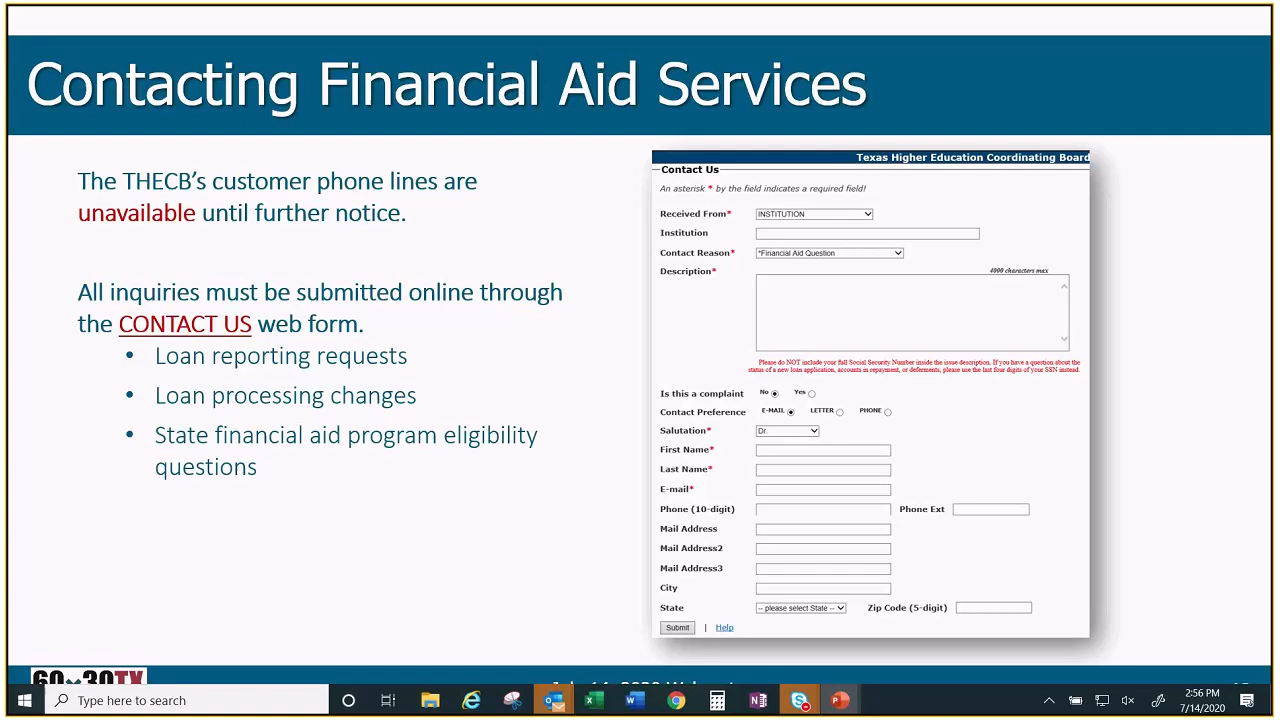 Contacting Financial Aid Services
The THECB's customer phone lines are
unavailable until further notice.
All inquiries must be submitted online through
the CONTACT US web form.
• Loan reporting requests
• Loan processing changes
• State financial aid program eligibility
questions
Texas Higher Education Coordinating Board
Contact Us
An asterisk * by the field indicates a required field!
Received From* INSTITUTION
Institution
Contact Reason* *Financial Aid Question
Description* 4000 characters max
Please do NOT include your full Social Security Number inside the issue description. If you have a question about the
status of a new loan application, accounts in repayment, or deferments, please use the last four digits of your SSN instead.
Is this a complaint No Yes
Contact Preference E-MAIL LETTER PHONE
Salutation* Dr.
First Name*
Last Name*
E-mail*
Phone (10-digit) Phone Ext
Mail Address
Mail Address2
Mail Address3
City
State -- please select State -- Zip Code (5-digit)
Submit | Help
60x30TX
Type here to search
2:56 PM
7/14/2020